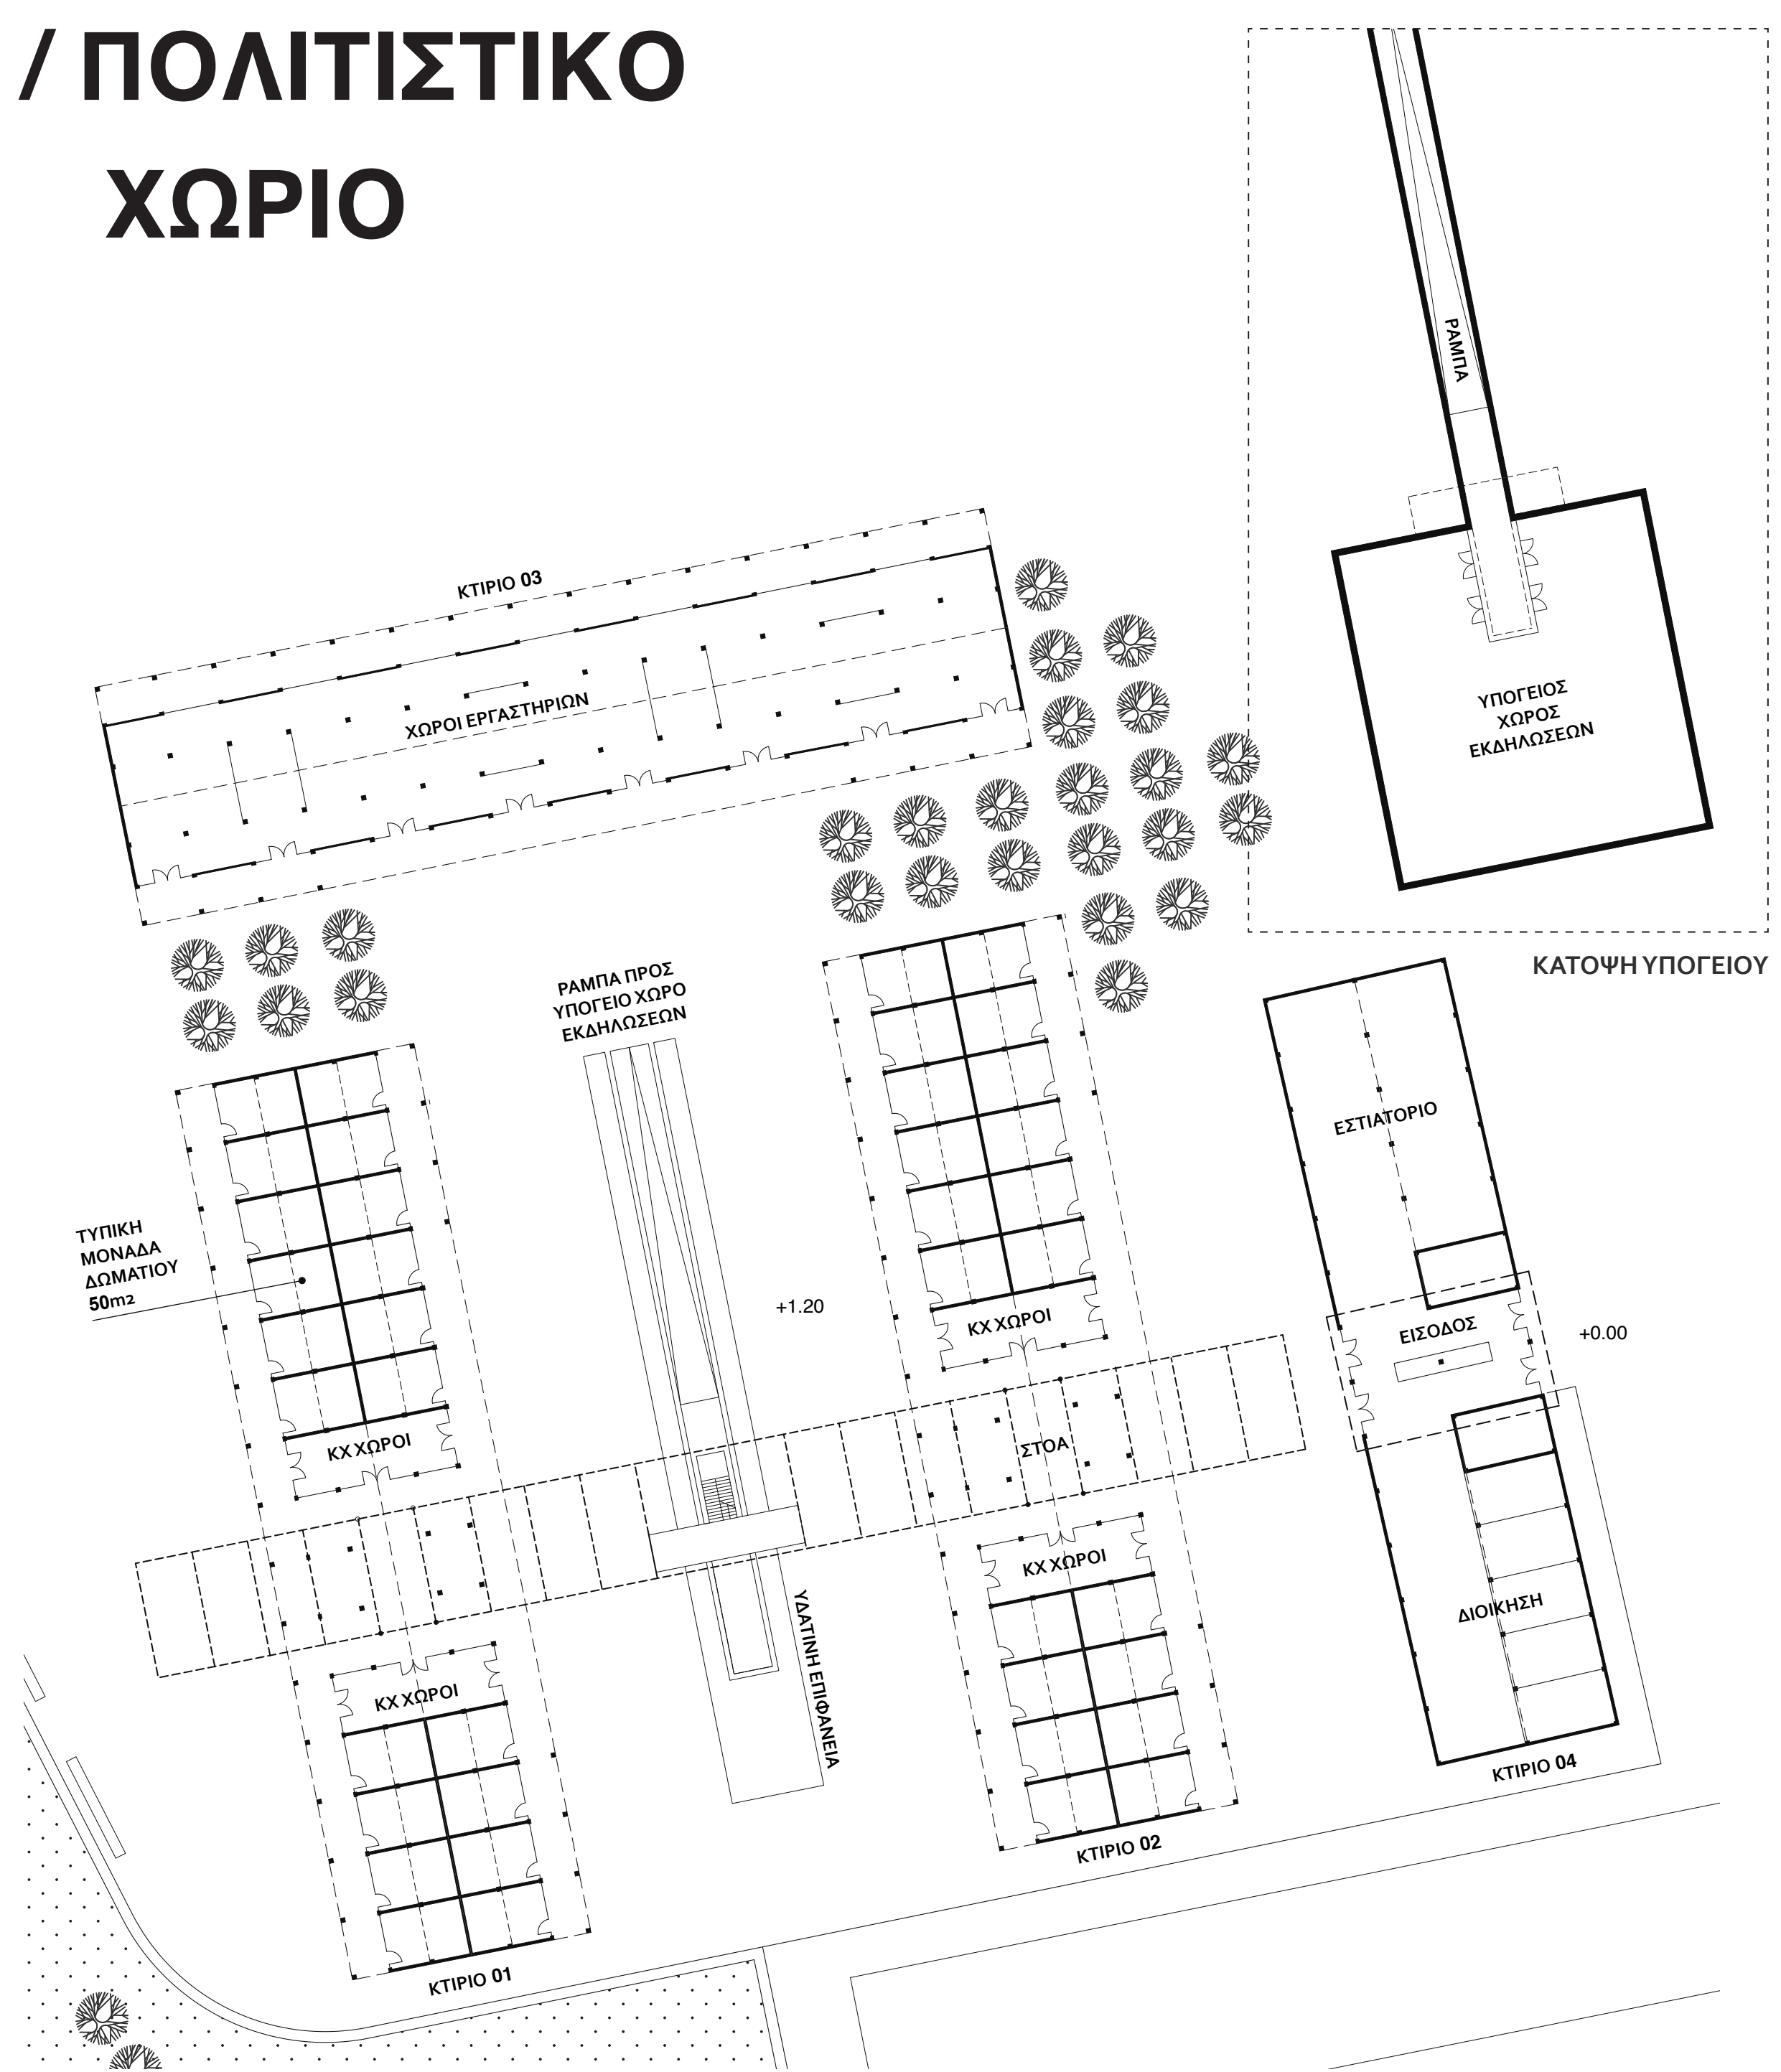 / ΠΟΛΙΤΙΣΤΙΚΟ
ΧΩΡΙΟ
ΡΑΜΠΑ
ΥΠΟΓΕΙΟΣ
ΧΩΡΟΣ
ΕΚΔΗΛΩΣΕΩΝ
ΚΑΤΟΨΗ ΥΠΟΓΕΙΟΥ
ΚΤΙΡΙΟ 03
ΧΩΡΟΙ ΕΡΓΑΣΤΗΡΙΩΝ
ΡΑΜΠΑ ΠΡΟΣ
ΥΠΟΓΕΙΟ ΧΩΡΟ
ΕΚΔΗΛΩΣΕΩΝ
ΕΣΤΙΑΤΟΡΙΟ
ΤΥΠΙΚΗ
ΜΟΝΑΔΑ
ΔΩΜΑΤΙΟΥ
50m2
+1.20
ΚΧ ΧΩΡΟΙ
ΕΙΣΟΔΟΣ
+0.00
ΚΧ ΧΩΡΟΙ
ΣΤΟΑ
ΚΧ ΧΩΡΟΙ
ΥΔΑΤΙΝΗ ΕΠΙΦΑΝΕΙΑ
ΔΙΟΙΚΗΣΗ
ΚΧ ΧΩΡΟΙ
ΚΤΙΡΙΟ 04
ΚΤΙΡΙΟ 02
ΚΤΙΡΙΟ 01